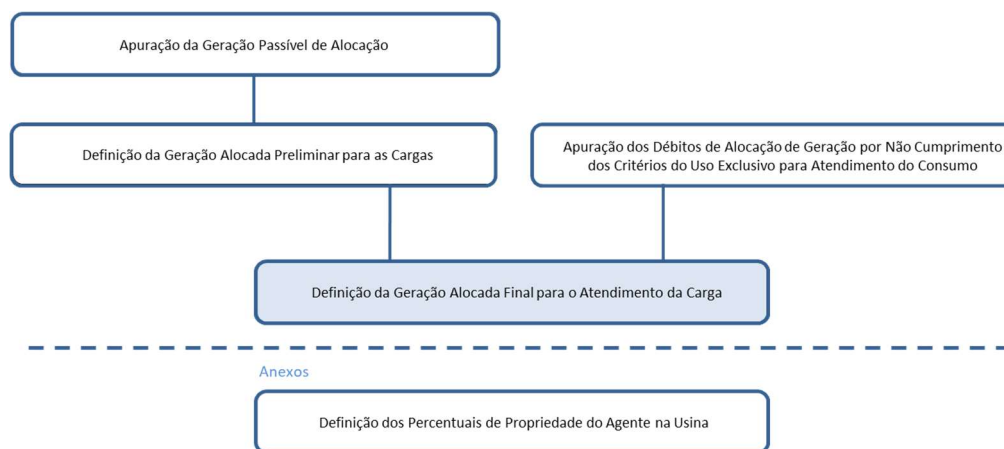 Apuração da Geração Passível de Alocação
Definição da Geração Alocada Preliminar para as Cargas
Apuração dos Débitos de Alocação de Geração por Não Cumprimento
dos Critérios do Uso Exclusivo para Atendimento do Consumo
Definição da Geração Alocada Final para o Atendimento da Carga
Anexos
Definição dos Percentuais de Propriedade do Agente na Usina